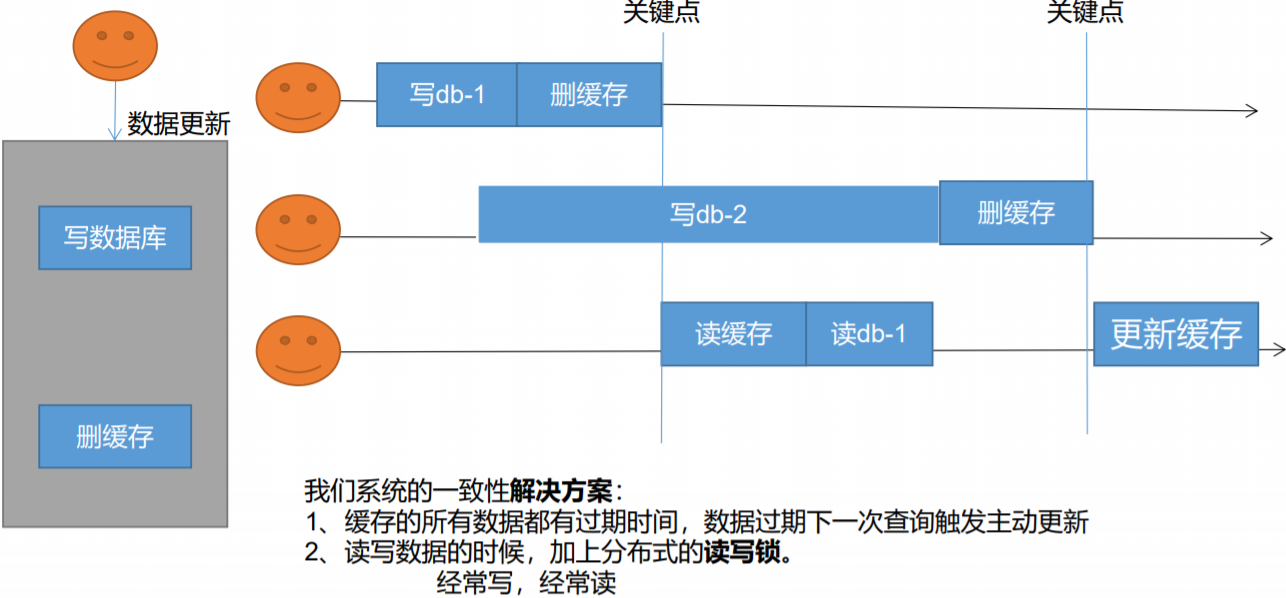 关键点
关键点
数据更新
写数据库
删缓存
写db-1
删缓存
写db-2
删缓存
读缓存
读db-1
更新缓存
我们系统的一致性解决方案：
1、缓存的所有数据都有过期时间，数据过期下一次查询触发主动更新
2、读写数据的时候，加上分布式的读写锁。
经常写，经常读